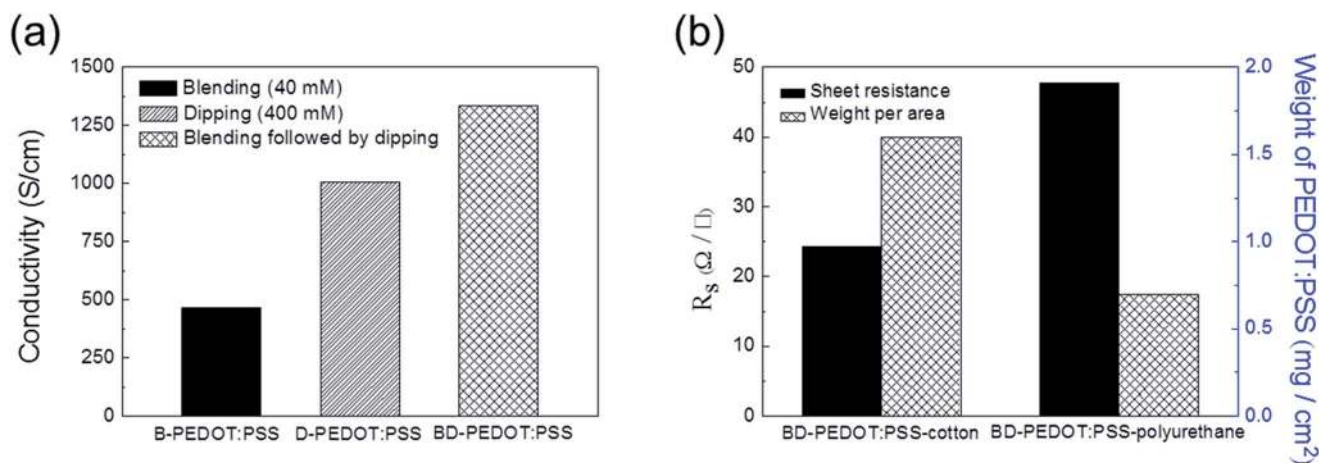 (a)
Conductivity (S/cm)
1500
1250
1000
750
500
250
0
Blending (40 mM)
Dipping (400 mM)
Blending followed by dipping
B-PEDOT:PSS
D-PEDOT:PSS
BD-PEDOT:PSS
(b)
Rs (Ω / □)
50
40
30
20
10
0
Sheet resistance
Weight per area
BD-PEDOT:PSS-cotton
BD-PEDOT:PSS-polyurethane
2.0
1.5
1.0
0.5
0.0
Weight of PEDOT:PSS (mg / cm²)